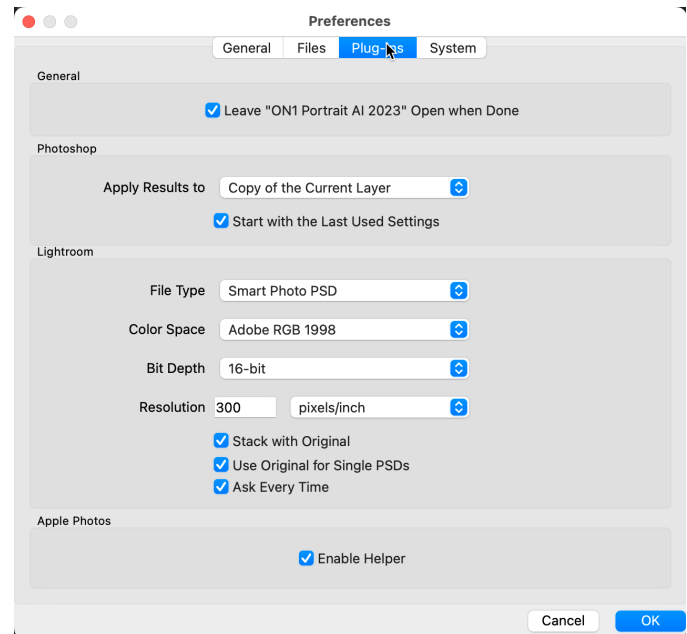 Preferences
General Files Plug-Ins System
General
Leave "ON1 Portrait AI 2023" Open when Done
Photoshop
Apply Results to Copy of the Current Layer
Start with the Last Used Settings
Lightroom
File Type Smart Photo PSD
Color Space Adobe RGB 1998
Bit Depth 16-bit
Resolution 300 pixels/inch
Stack with Original
Use Original for Single PSDs
Ask Every Time
Apple Photos
Enable Helper
Cancel OK